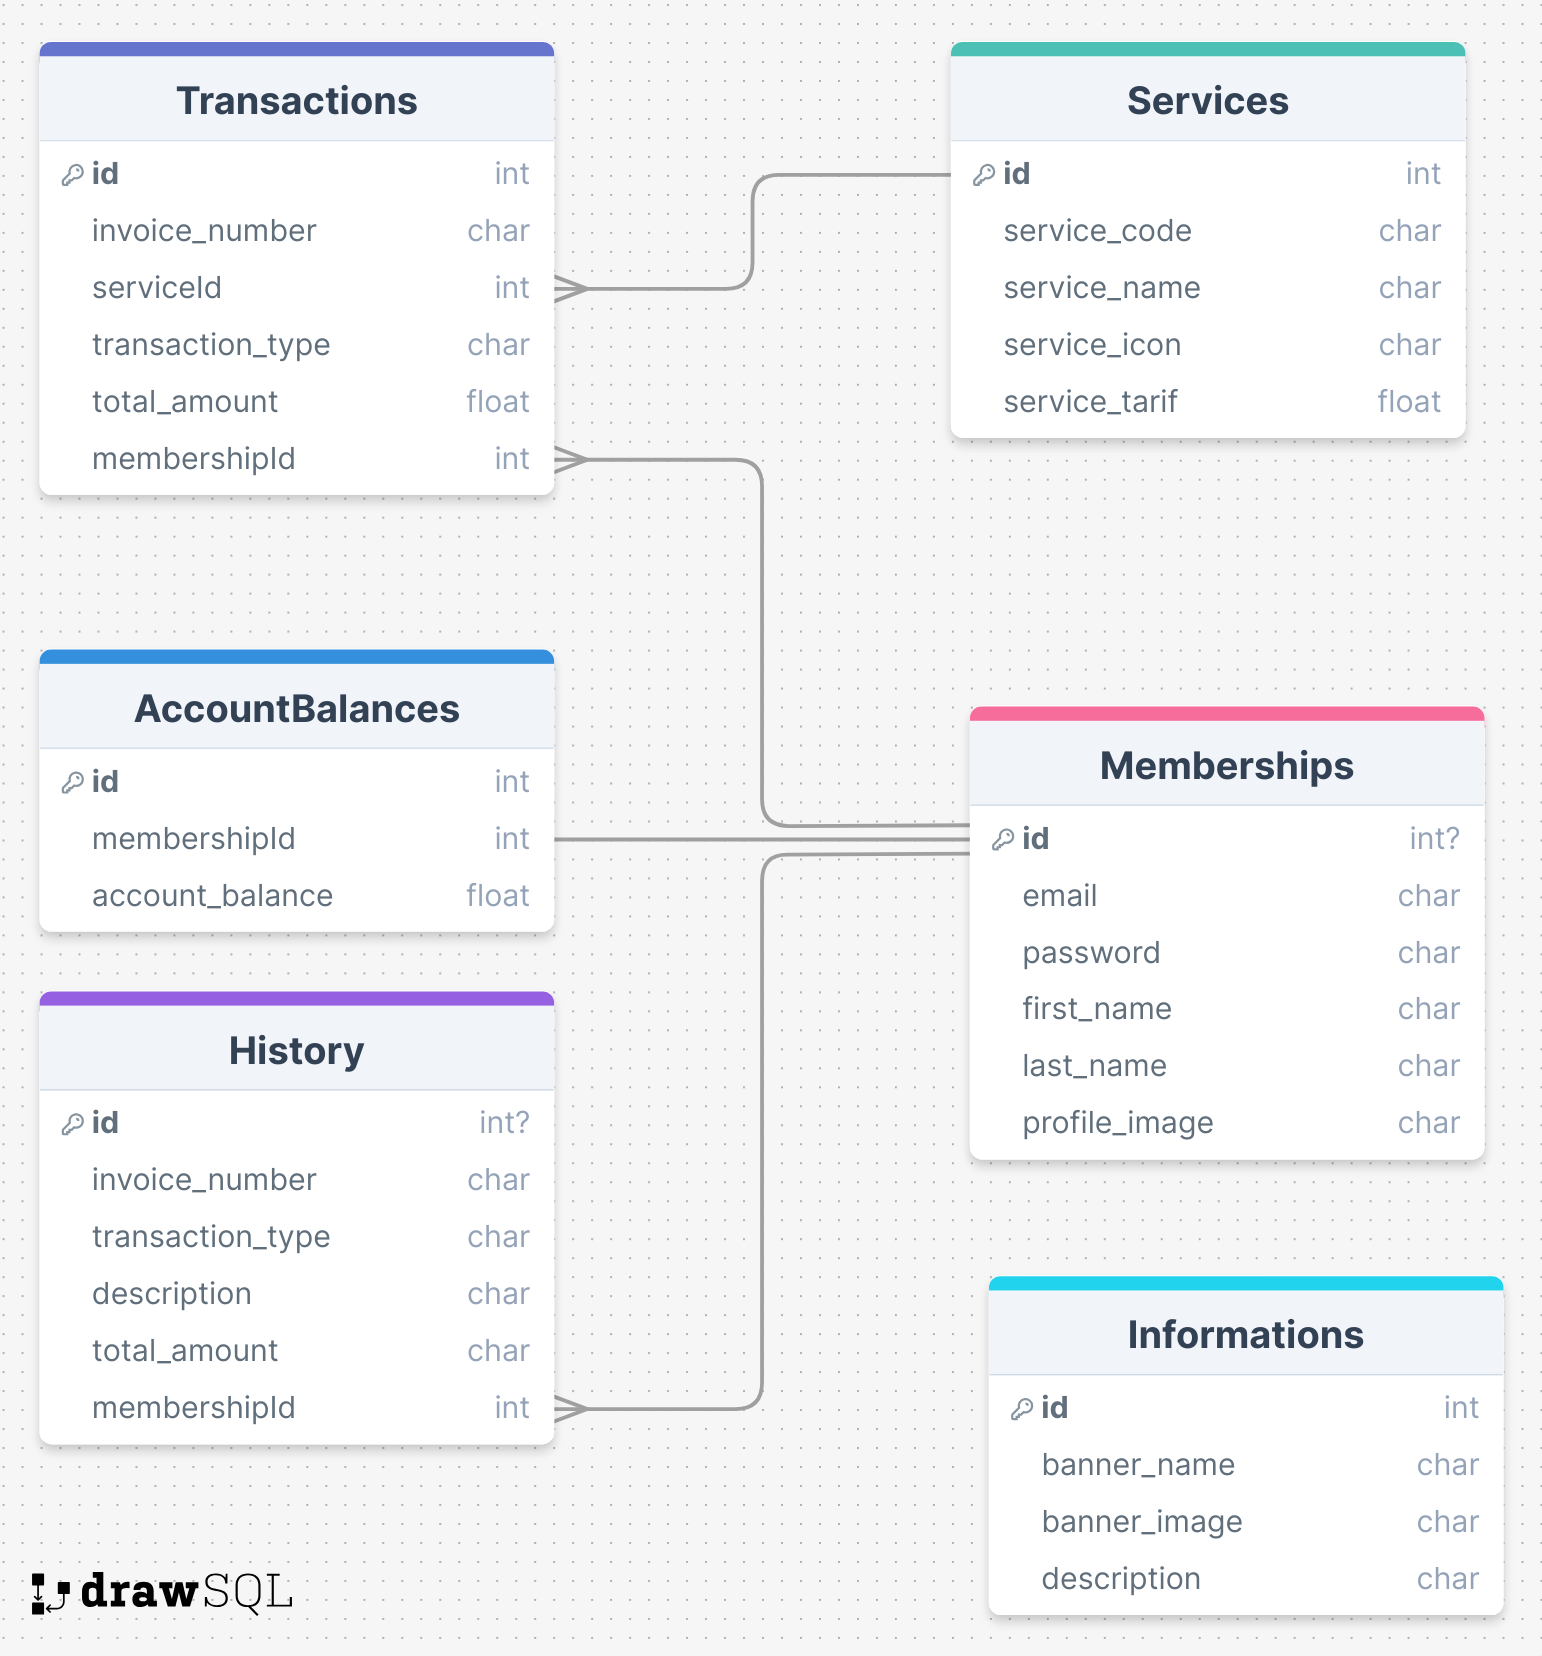 Transactions
id int
invoice_number char
serviceId int
transaction_type char
total_amount float
membershipId int
Services
id int
service_code char
service_name char
service_icon char
service_tarif float
AccountBalances
id int
membershipId int
account_balance float
Memberships
id int?
email char
password char
first_name char
last_name char
profile_image char
History
id int?
invoice_number char
transaction_type char
description char
total_amount char
membershipId int
Informations
id int
banner_name char
banner_image char
description char
drawSQL